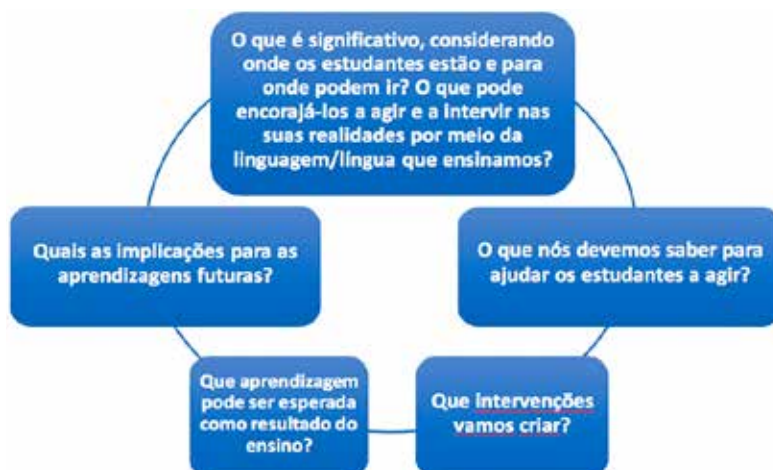 O que é significativo, considerando
onde os estudantes estão e para
onde podem ir? O que pode
encorajá-los a agir e a intervir nas
suas realidades por meio da
linguagem/língua que ensinamos?
O que nós devemos saber para
ajudar os estudantes a agir?
Que intervenções
vamos criar?
Que aprendizagem
pode ser esperada
como resultado do
ensino?
Quais as implicações para as
aprendizagens futuras?